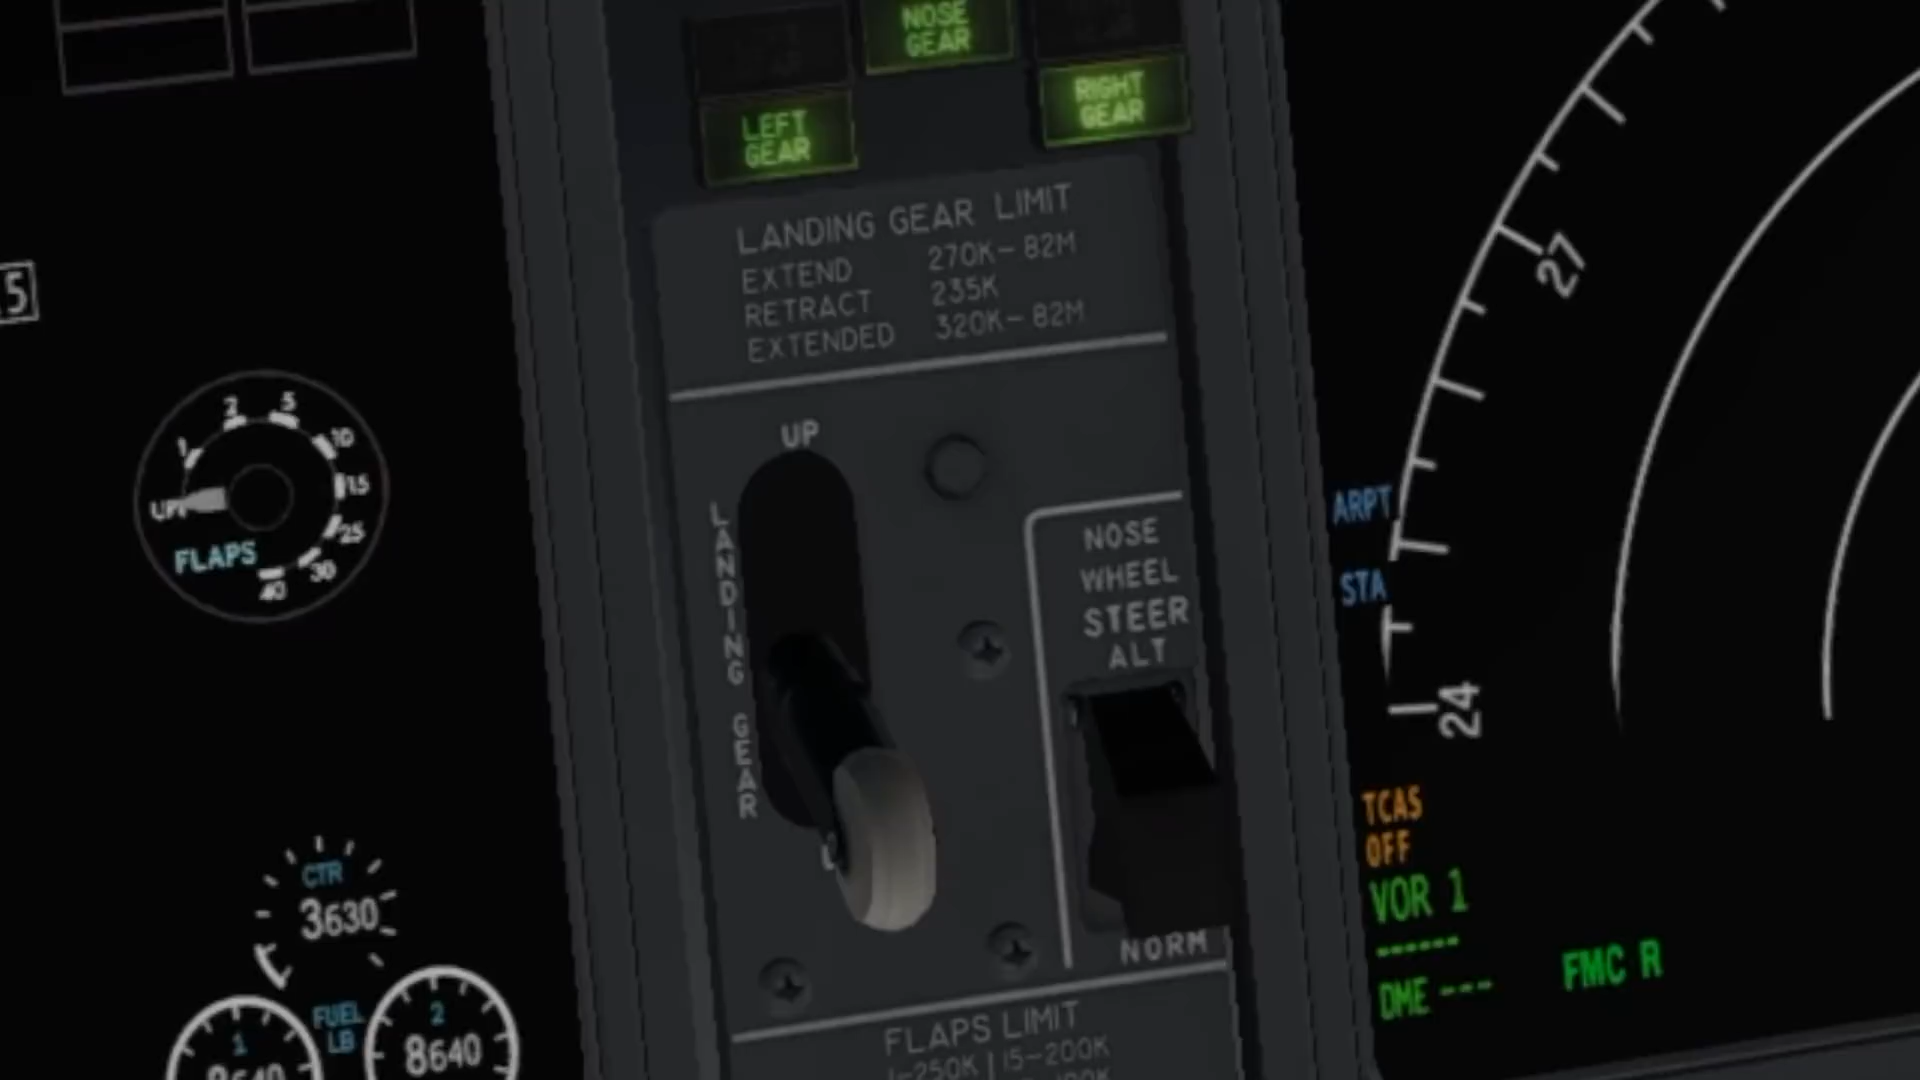 NOSE
GEAR
LEFT
GEAR
RIGHT
GEAR
LANDING GEAR LIMIT
EXTEND 270K-82M
RETRACT 235K
EXTENDED 320K-82M
5
UP
1
2
5
10
15
25
30
40
FLAPS
UP
LANDING GEAR
NOSE
WHEEL
STEER
ALT
NORM
FLAPS LIMIT
1-250K | 15-200K
CTR
3630
FUEL
LB
1
2
8640
27
24
ARPT
STA
TCAS
OFF
VOR 1
------
DME ---
FMC R